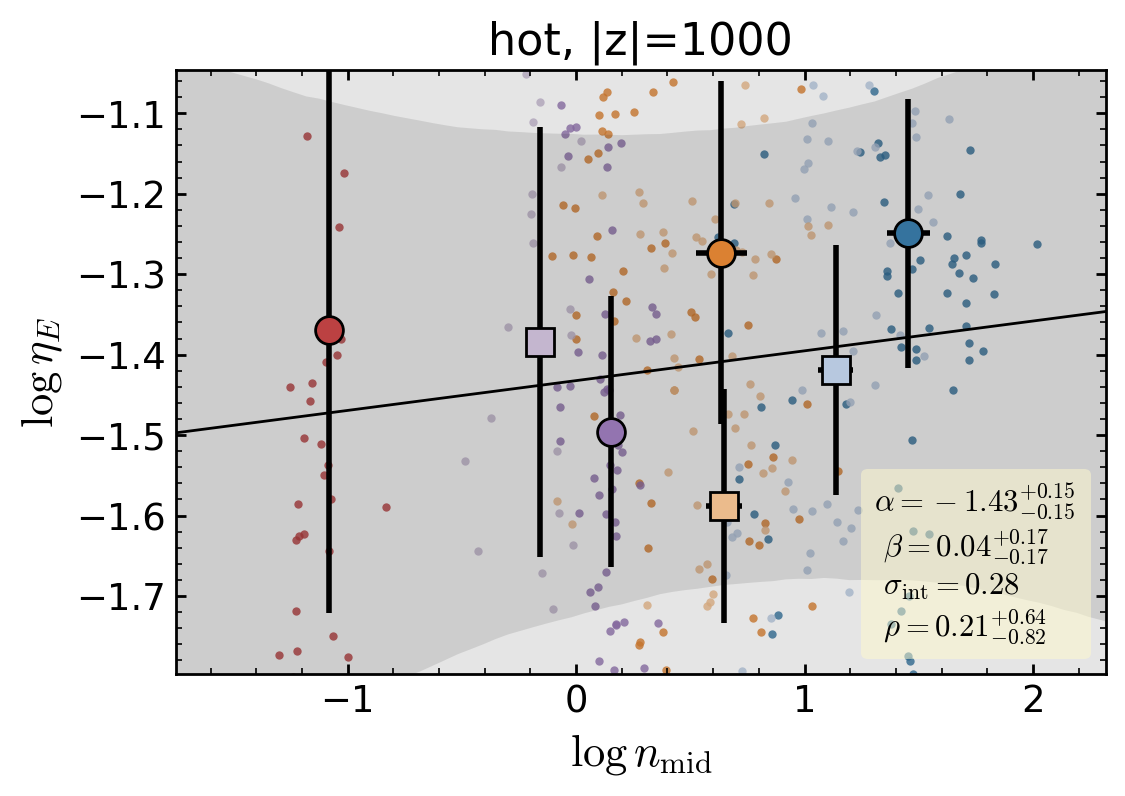 hot, |z|=1000
log η_E
−1.1
−1.2
−1.3
−1.4
−1.5
−1.6
−1.7
α = −1.43^{+0.15}_{−0.15}
β = 0.04^{+0.17}_{−0.17}
σ_int = 0.28
ρ = 0.21^{+0.64}_{−0.82}
−1 0 1 2
log n_mid